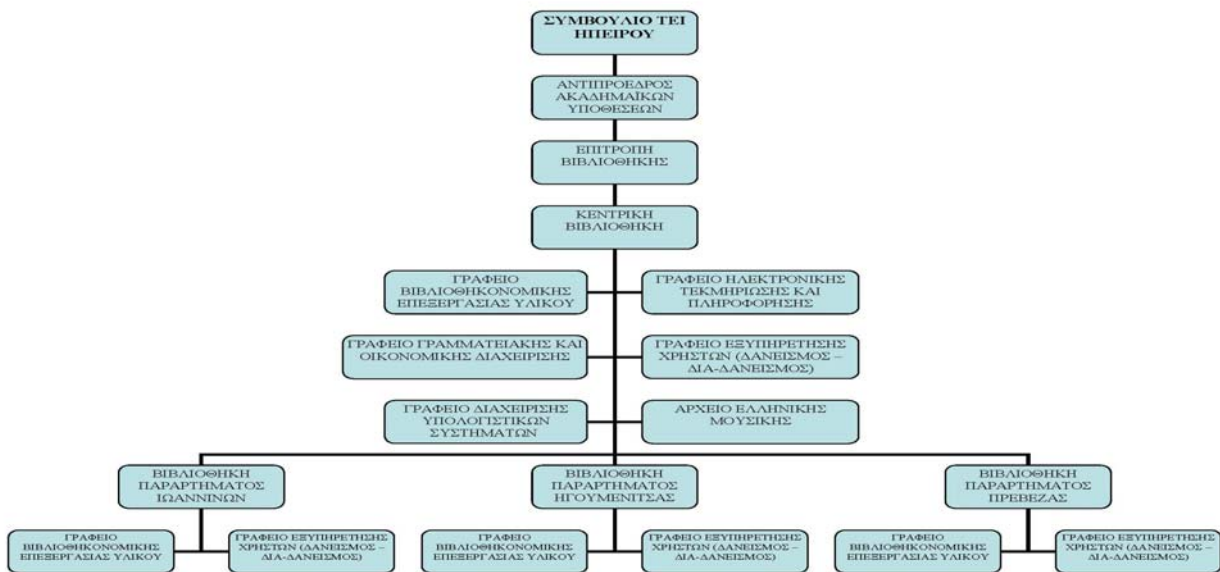 ΣΥΜΒΟΥΛΙΟ ΤΕΙ
ΗΠΕΙΡΟΥ
ΑΝΤΙΠΡΟΕΔΡΟΣ
ΑΚΑΔΗΜΑΪΚΩΝ
ΥΠΟΘΕΣΕΩΝ
ΕΠΙΤΡΟΠΗ
ΒΙΒΛΙΟΘΗΚΗΣ
ΚΕΝΤΡΙΚΗ
ΒΙΒΛΙΟΘΗΚΗ
ΓΡΑΦΕΙΟ
ΒΙΒΛΙΟΘΗΚΟΝΟΜΙΚΗΣ
ΕΠΕΞΕΡΓΑΣΙΑΣ ΥΛΙΚΟΥ
ΓΡΑΦΕΙΟ ΗΛΕΚΤΡΟΝΙΚΗΣ
ΤΕΚΜΗΡΙΩΣΗΣ ΚΑΙ
ΠΛΗΡΟΦΟΡΗΣΗΣ
ΓΡΑΦΕΙΟ ΓΡΑΜΜΑΤΕΙΑΚΗΣ ΚΑΙ
ΟΙΚΟΝΟΜΙΚΗΣ ΔΙΑΧΕΙΡΙΣΗΣ
ΓΡΑΦΕΙΟ ΕΞΥΠΗΡΕΤΗΣΗΣ
ΧΡΗΣΤΩΝ (ΔΑΝΕΙΣΜΟΣ –
ΔΙΑ-ΔΑΝΕΙΣΜΟΣ)
ΓΡΑΦΕΙΟ ΔΙΑΧΕΙΡΙΣΗΣ
ΥΠΟΛΟΓΙΣΤΙΚΩΝ
ΣΥΣΤΗΜΑΤΩΝ
ΑΡΧΕΙΟ ΕΛΛΗΝΙΚΗΣ
ΜΟΥΣΙΚΗΣ
ΒΙΒΛΙΟΘΗΚΗ
ΠΑΡΑΡΤΗΜΑΤΟΣ
ΙΩΑΝΝΙΝΩΝ
ΒΙΒΛΙΟΘΗΚΗ
ΠΑΡΑΡΤΗΜΑΤΟΣ
ΗΓΟΥΜΕΝΙΤΣΑΣ
ΒΙΒΛΙΟΘΗΚΗ
ΠΑΡΑΡΤΗΜΑΤΟΣ
ΠΡΕΒΕΖΑΣ
ΓΡΑΦΕΙΟ
ΒΙΒΛΙΟΘΗΚΟΝΟΜΙΚΗΣ
ΕΠΕΞΕΡΓΑΣΙΑΣ ΥΛΙΚΟΥ
ΓΡΑΦΕΙΟ ΕΞΥΠΗΡΕΤΗΣΗΣ
ΧΡΗΣΤΩΝ (ΔΑΝΕΙΣΜΟΣ –
ΔΙΑ-ΔΑΝΕΙΣΜΟΣ)
ΓΡΑΦΕΙΟ
ΒΙΒΛΙΟΘΗΚΟΝΟΜΙΚΗΣ
ΕΠΕΞΕΡΓΑΣΙΑΣ ΥΛΙΚΟΥ
ΓΡΑΦΕΙΟ ΕΞΥΠΗΡΕΤΗΣΗΣ
ΧΡΗΣΤΩΝ (ΔΑΝΕΙΣΜΟΣ –
ΔΙΑ-ΔΑΝΕΙΣΜΟΣ)
ΓΡΑΦΕΙΟ
ΒΙΒΛΙΟΘΗΚΟΝΟΜΙΚΗΣ
ΕΠΕΞΕΡΓΑΣΙΑΣ ΥΛΙΚΟΥ
ΓΡΑΦΕΙΟ ΕΞΥΠΗΡΕΤΗΣΗΣ
ΧΡΗΣΤΩΝ (ΔΑΝΕΙΣΜΟΣ –
ΔΙΑ-ΔΑΝΕΙΣΜΟΣ)